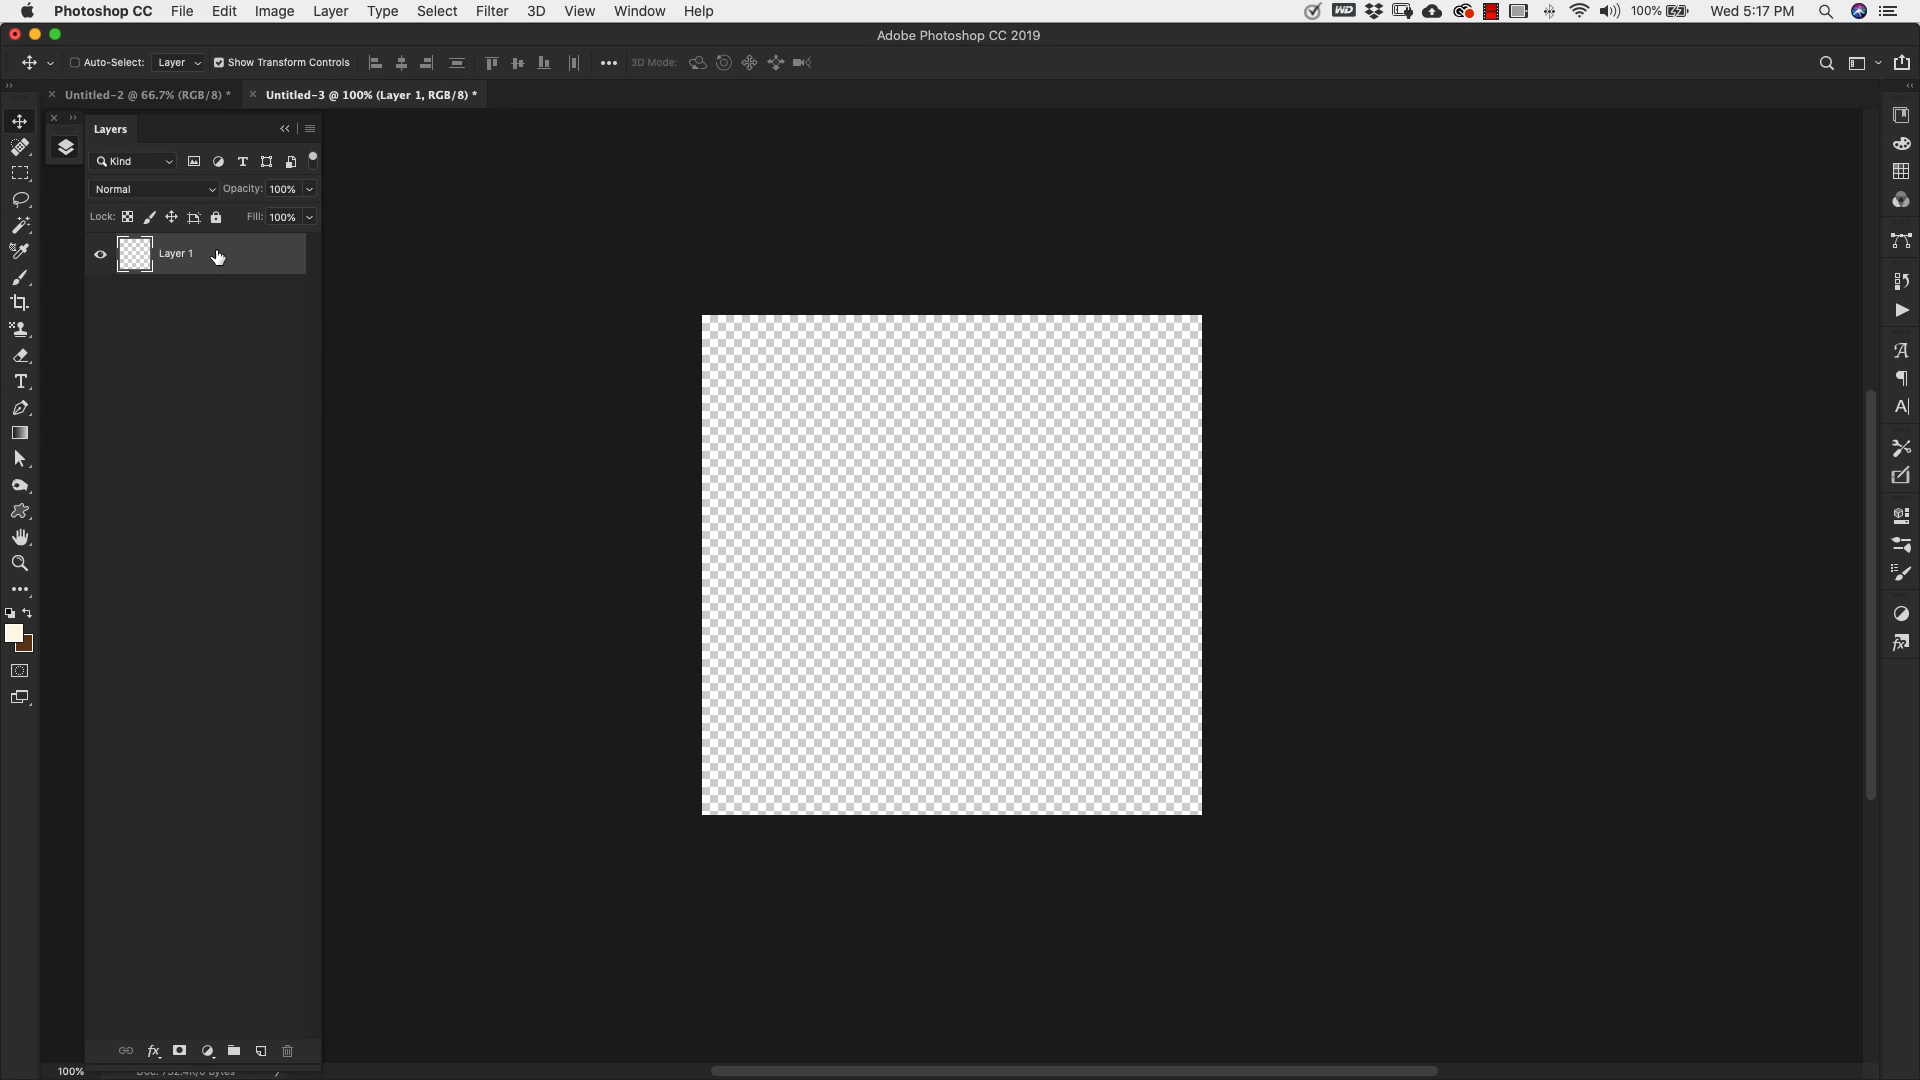 Photoshop CC File Edit Image Layer Type Select Filter 3D View Window Help WD 100% Wed 5:17 PM
Adobe Photoshop CC 2019
Auto-Select: Layer Show Transform Controls 3D Mode:
Untitled-2 @ 66.7% (RGB/8) * Untitled-3 @ 100% (Layer 1, RGB/8) *
Layers
Kind
Normal Opacity: 100%
Lock: Fill: 100%
Layer 1
100%